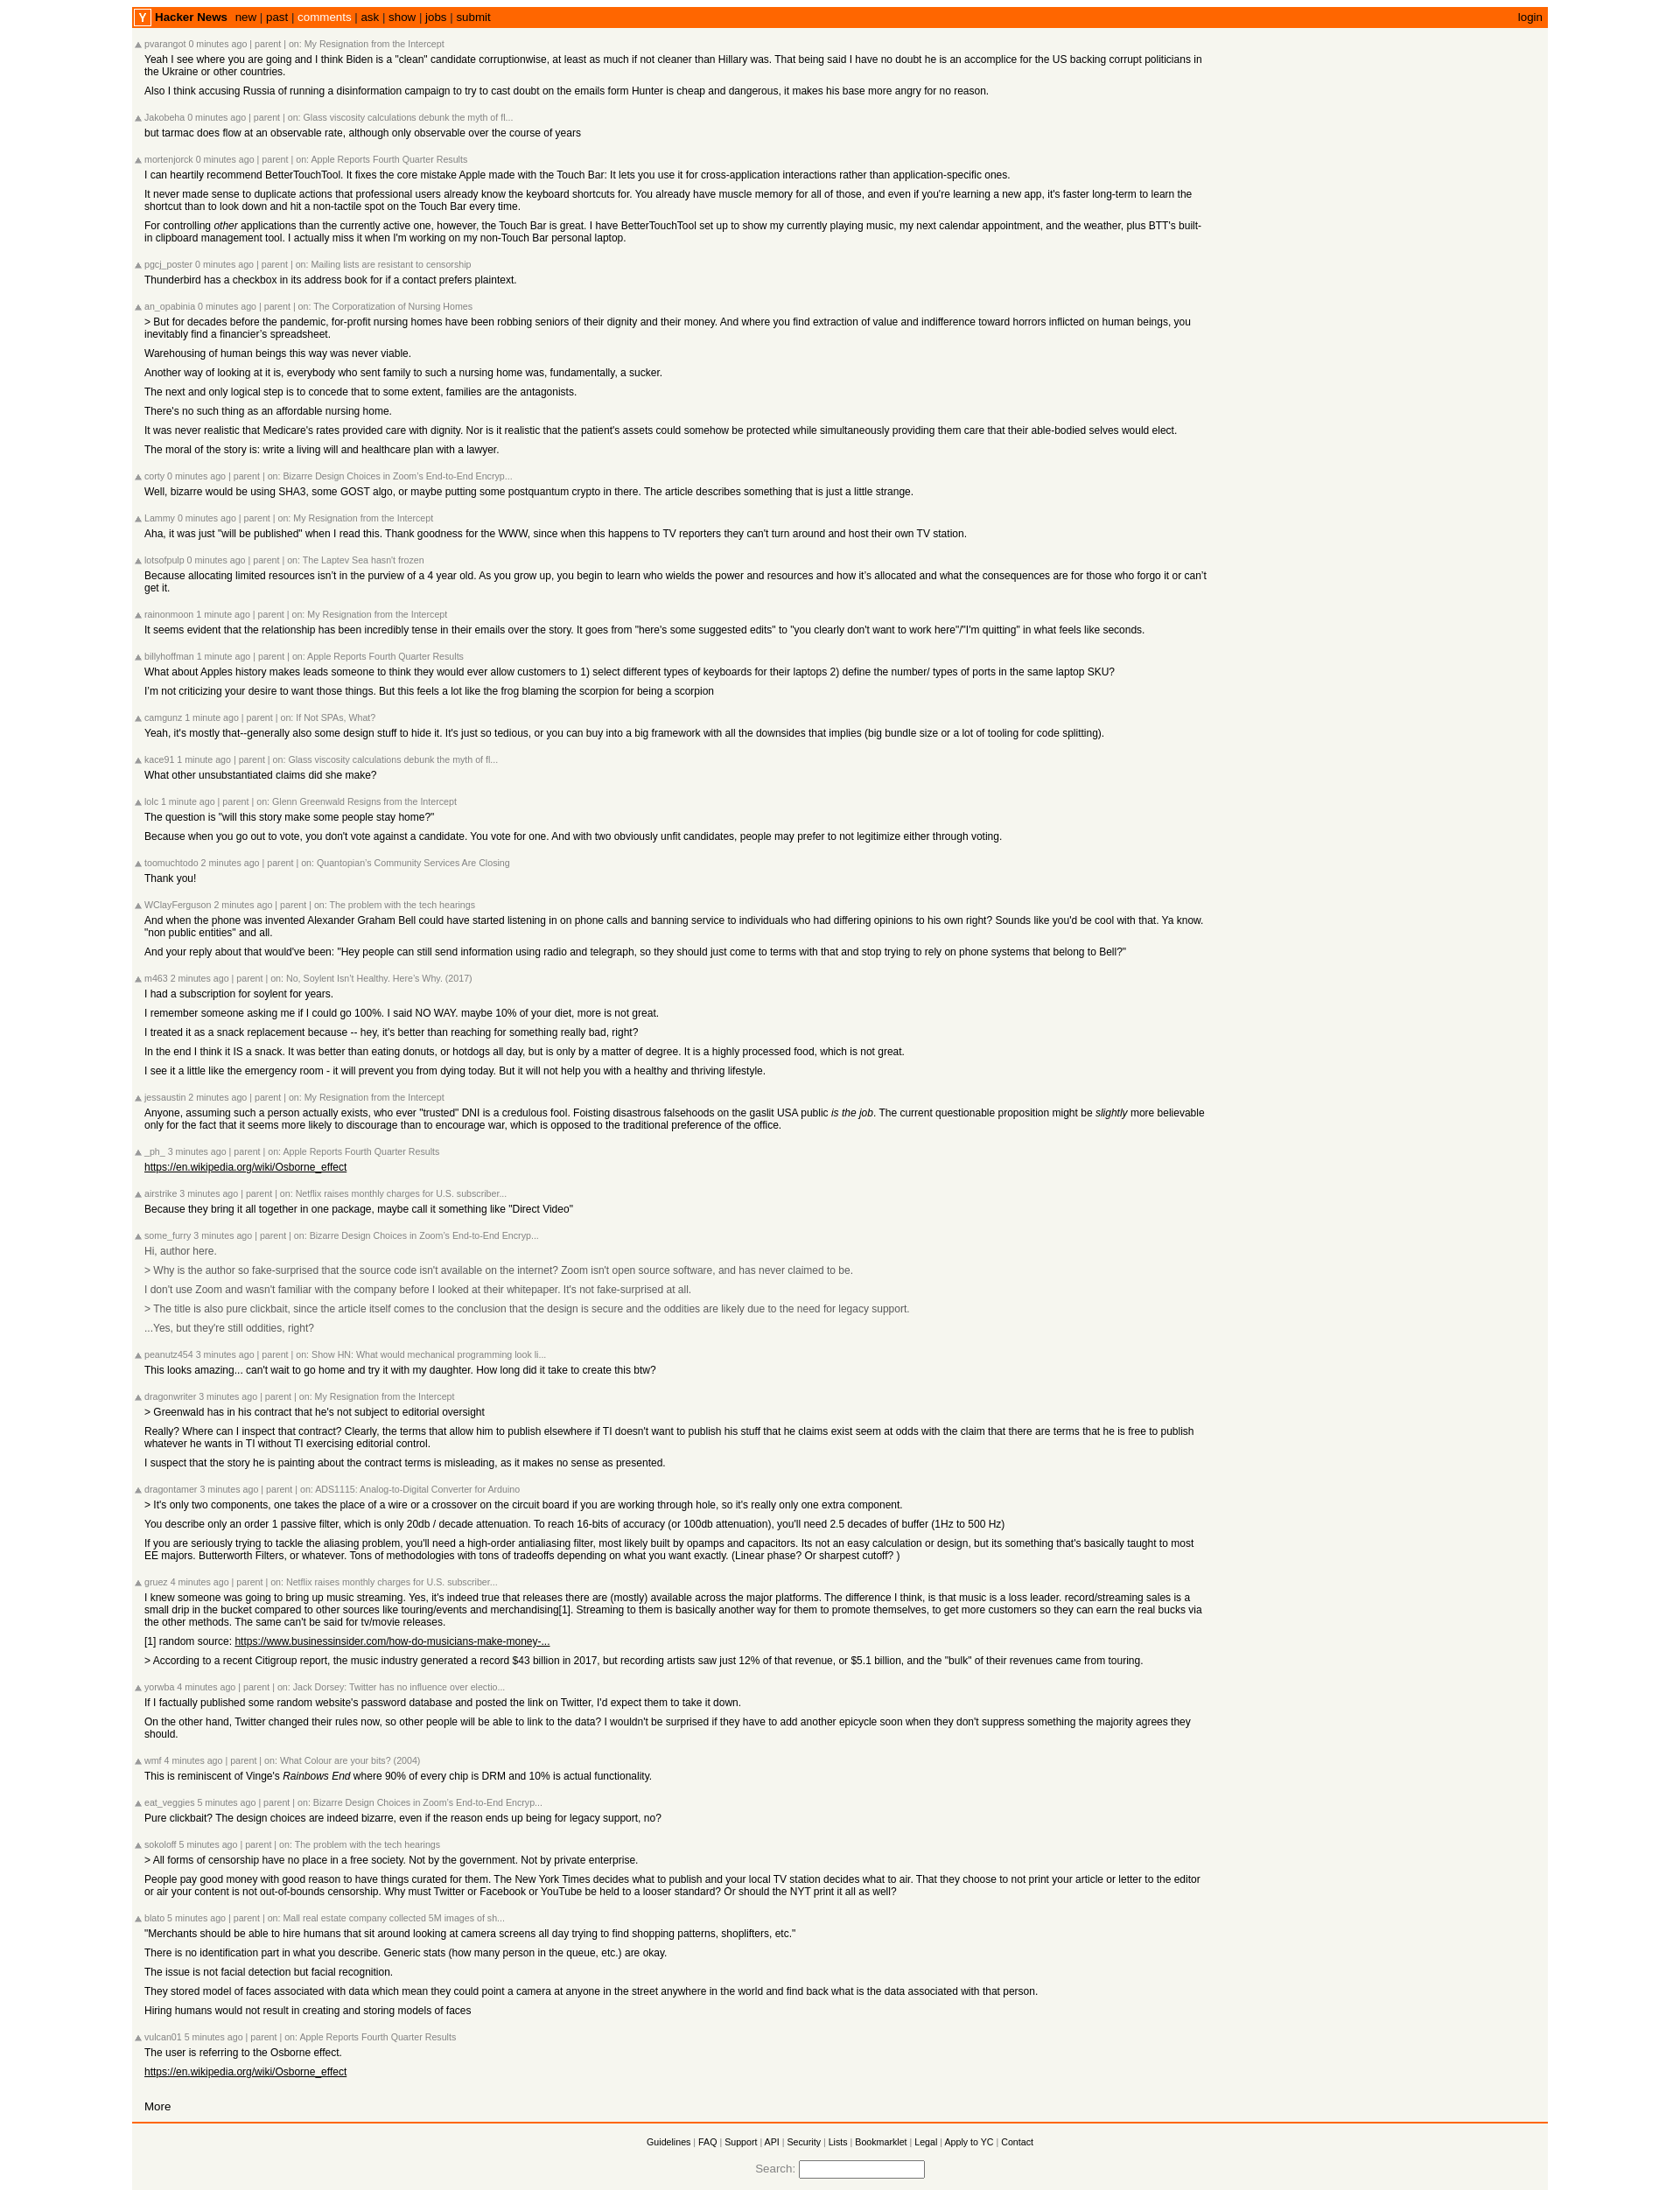 Y Hacker News new | past | comments | ask | show | jobs | submit login
pvarangot 0 minutes ago | parent | on: My Resignation from the Intercept
Yeah I see where you are going and I think Biden is a "clean" candidate corruptionwise, at least as much if not cleaner than Hillary was. That being said I have no doubt he is an accomplice for the US backing corrupt politicians in
the Ukraine or other countries.
Also I think accusing Russia of running a disinformation campaign to try to cast doubt on the emails form Hunter is cheap and dangerous, it makes his base more angry for no reason.
Jakobeha 0 minutes ago | parent | on: Glass viscosity calculations debunk the myth of fl...
but tarmac does flow at an observable rate, although only observable over the course of years
mortenjorck 0 minutes ago | parent | on: Apple Reports Fourth Quarter Results
I can heartily recommend BetterTouchTool. It fixes the core mistake Apple made with the Touch Bar: It lets you use it for cross-application interactions rather than application-specific ones.
It never made sense to duplicate actions that professional users already know the keyboard shortcuts for. You already have muscle memory for all of those, and even if you're learning a new app, it's faster long-term to learn the
shortcut than to look down and hit a non-tactile spot on the Touch Bar every time.
For controlling other applications than the currently active one, however, the Touch Bar is great. I have BetterTouchTool set up to show my currently playing music, my next calendar appointment, and the weather, plus BTT's built-
in clipboard management tool. I actually miss it when I'm working on my non-Touch Bar personal laptop.
pgcj_poster 0 minutes ago | parent | on: Mailing lists are resistant to censorship
Thunderbird has a checkbox in its address book for if a contact prefers plaintext.
an_opabinia 0 minutes ago | parent | on: The Corporatization of Nursing Homes
> But for decades before the pandemic, for-profit nursing homes have been robbing seniors of their dignity and their money. And where you find extraction of value and indifference toward horrors inflicted on human beings, you
inevitably find a financier's spreadsheet.
Warehousing of human beings this way was never viable.
Another way of looking at it is, everybody who sent family to such a nursing home was, fundamentally, a sucker.
The next and only logical step is to concede that to some extent, families are the antagonists.
There's no such thing as an affordable nursing home.
It was never realistic that Medicare's rates provided care with dignity. Nor is it realistic that the patient's assets could somehow be protected while simultaneously providing them care that their able-bodied selves would elect.
The moral of the story is: write a living will and healthcare plan with a lawyer.
corty 0 minutes ago | parent | on: Bizarre Design Choices in Zoom's End-to-End Encryp...
Well, bizarre would be using SHA3, some GOST algo, or maybe putting some postquantum crypto in there. The article describes something that is just a little strange.
Lammy 0 minutes ago | parent | on: My Resignation from the Intercept
Aha, it was just "will be published" when I read this. Thank goodness for the WWW, since when this happens to TV reporters they can't turn around and host their own TV station.
lotsofpulp 0 minutes ago | parent | on: The Laptev Sea hasn't frozen
Because allocating limited resources isn't in the purview of a 4 year old. As you grow up, you begin to learn who wields the power and resources and how it's allocated and what the consequences are for those who forgo it or can't
get it.
rainonmoon 1 minute ago | parent | on: My Resignation from the Intercept
It seems evident that the relationship has been incredibly tense in their emails over the story. It goes from "here's some suggested edits" to "you clearly don't want to work here"/"I'm quitting" in what feels like seconds.
billyhoffman 1 minute ago | parent | on: Apple Reports Fourth Quarter Results
What about Apples history makes leads someone to think they would ever allow customers to 1) select different types of keyboards for their laptops 2) define the number/ types of ports in the same laptop SKU?
I'm not criticizing your desire to want those things. But this feels a lot like the frog blaming the scorpion for being a scorpion
camgunz 1 minute ago | parent | on: If Not SPAs, What?
Yeah, it's mostly that--generally also some design stuff to hide it. It's just so tedious, or you can buy into a big framework with all the downsides that implies (big bundle size or a lot of tooling for code splitting).
kace91 1 minute ago | parent | on: Glass viscosity calculations debunk the myth of fl...
What other unsubstantiated claims did she make?
lolc 1 minute ago | parent | on: Glenn Greenwald Resigns from the Intercept
The question is "will this story make some people stay home?"
Because when you go out to vote, you don't vote against a candidate. You vote for one. And with two obviously unfit candidates, people may prefer to not legitimize either through voting.
toomuchtodo 2 minutes ago | parent | on: Quantopian's Community Services Are Closing
Thank you!
WClayFerguson 2 minutes ago | parent | on: The problem with the tech hearings
And when the phone was invented Alexander Graham Bell could have started listening in on phone calls and banning service to individuals who had differing opinions to his own right? Sounds like you'd be cool with that. Ya know.
"non public entities" and all.
And your reply about that would've been: "Hey people can still send information using radio and telegraph, so they should just come to terms with that and stop trying to rely on phone systems that belong to Bell?"
m463 2 minutes ago | parent | on: No, Soylent Isn't Healthy. Here's Why. (2017)
I had a subscription for soylent for years.
I remember someone asking me if I could go 100%. I said NO WAY. maybe 10% of your diet, more is not great.
I treated it as a snack replacement because -- hey, it's better than reaching for something really bad, right?
In the end I think it IS a snack. It was better than eating donuts, or hotdogs all day, but is only by a matter of degree. It is a highly processed food, which is not great.
I see it a little like the emergency room - it will prevent you from dying today. But it will not help you with a healthy and thriving lifestyle.
jessaustin 2 minutes ago | parent | on: My Resignation from the Intercept
Anyone, assuming such a person actually exists, who ever "trusted" DNI is a credulous fool. Foisting disastrous falsehoods on the gaslit USA public is the job. The current questionable proposition might be slightly more believable
only for the fact that it seems more likely to discourage than to encourage war, which is opposed to the traditional preference of the office.
_ph_ 3 minutes ago | parent | on: Apple Reports Fourth Quarter Results
https://en.wikipedia.org/wiki/Osborne_effect
airstrike 3 minutes ago | parent | on: Netflix raises monthly charges for U.S. subscriber...
Because they bring it all together in one package, maybe call it something like "Direct Video"
some_furry 3 minutes ago | parent | on: Bizarre Design Choices in Zoom's End-to-End Encryp...
Hi, author here.
> Why is the author so fake-surprised that the source code isn't available on the internet? Zoom isn't open source software, and has never claimed to be.
I don't use Zoom and wasn't familiar with the company before I looked at their whitepaper. It's not fake-surprised at all.
> The title is also pure clickbait, since the article itself comes to the conclusion that the design is secure and the oddities are likely due to the need for legacy support.
...Yes, but they're still oddities, right?
peanutz454 3 minutes ago | parent | on: Show HN: What would mechanical programming look li...
This looks amazing... can't wait to go home and try it with my daughter. How long did it take to create this btw?
dragonwriter 3 minutes ago | parent | on: My Resignation from the Intercept
> Greenwald has in his contract that he's not subject to editorial oversight
Really? Where can I inspect that contract? Clearly, the terms that allow him to publish elsewhere if TI doesn't want to publish his stuff that he claims exist seem at odds with the claim that there are terms that he is free to publish
whatever he wants in TI without TI exercising editorial control.
I suspect that the story he is painting about the contract terms is misleading, as it makes no sense as presented.
dragontamer 3 minutes ago | parent | on: ADS1115: Analog-to-Digital Converter for Arduino
> It's only two components, one takes the place of a wire or a crossover on the circuit board if you are working through hole, so it's really only one extra component.
You describe only an order 1 passive filter, which is only 20db / decade attenuation. To reach 16-bits of accuracy (or 100db attenuation), you'll need 2.5 decades of buffer (1Hz to 500 Hz)
If you are seriously trying to tackle the aliasing problem, you'll need a high-order antialiasing filter, most likely built by opamps and capacitors. Its not an easy calculation or design, but its something that's basically taught to most
EE majors. Butterworth Filters, or whatever. Tons of methodologies with tons of tradeoffs depending on what you want exactly. (Linear phase? Or sharpest cutoff? )
gruez 4 minutes ago | parent | on: Netflix raises monthly charges for U.S. subscriber...
I knew someone was going to bring up music streaming. Yes, it's indeed true that releases there are (mostly) available across the major platforms. The difference I think, is that music is a loss leader. record/streaming sales is a
small drip in the bucket compared to other sources like touring/events and merchandising[1]. Streaming to them is basically another way for them to promote themselves, to get more customers so they can earn the real bucks via
the other methods. The same can't be said for tv/movie releases.
[1] random source: https://www.businessinsider.com/how-do-musicians-make-money-...
> According to a recent Citigroup report, the music industry generated a record $43 billion in 2017, but recording artists saw just 12% of that revenue, or $5.1 billion, and the "bulk" of their revenues came from touring.
yorwba 4 minutes ago | parent | on: Jack Dorsey: Twitter has no influence over electio...
If I factually published some random website's password database and posted the link on Twitter, I'd expect them to take it down.
On the other hand, Twitter changed their rules now, so other people will be able to link to the data? I wouldn't be surprised if they have to add another epicycle soon when they don't suppress something the majority agrees they
should.
wmf 4 minutes ago | parent | on: What Colour are your bits? (2004)
This is reminiscent of Vinge's Rainbows End where 90% of every chip is DRM and 10% is actual functionality.
eat_veggies 5 minutes ago | parent | on: Bizarre Design Choices in Zoom's End-to-End Encryp...
Pure clickbait? The design choices are indeed bizarre, even if the reason ends up being for legacy support, no?
sokoloff 5 minutes ago | parent | on: The problem with the tech hearings
> All forms of censorship have no place in a free society. Not by the government. Not by private enterprise.
People pay good money with good reason to have things curated for them. The New York Times decides what to publish and your local TV station decides what to air. That they choose to not print your article or letter to the editor
or air your content is not out-of-bounds censorship. Why must Twitter or Facebook or YouTube be held to a looser standard? Or should the NYT print it all as well?
blato 5 minutes ago | parent | on: Mall real estate company collected 5M images of sh...
"Merchants should be able to hire humans that sit around looking at camera screens all day trying to find shopping patterns, shoplifters, etc."
There is no identification part in what you describe. Generic stats (how many person in the queue, etc.) are okay.
The issue is not facial detection but facial recognition.
They stored model of faces associated with data which mean they could point a camera at anyone in the street anywhere in the world and find back what is the data associated with that person.
Hiring humans would not result in creating and storing models of faces
vulcan01 5 minutes ago | parent | on: Apple Reports Fourth Quarter Results
The user is referring to the Osborne effect.
https://en.wikipedia.org/wiki/Osborne_effect
More
Guidelines | FAQ | Support | API | Security | Lists | Bookmarklet | Legal | Apply to YC | Contact
Search: